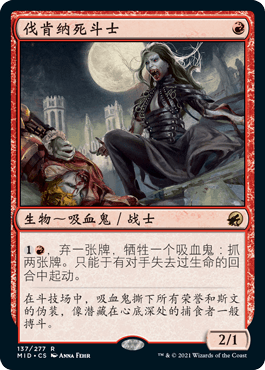 伐肯纳死斗士
生物～吸血鬼／战士
1，弃一张牌，牺牲一个吸血鬼：抓
两张牌。只能于有对手失去过生命的回
合中起动。
在斗技场中，吸血鬼撕下所有荣誉和斯文
的伪装，像潜藏在心底深处的捕食者一般
搏斗。
2/1
137/277 R
MID • CS ANNA FEHR
™ & © 2021 Wizards of the Coast